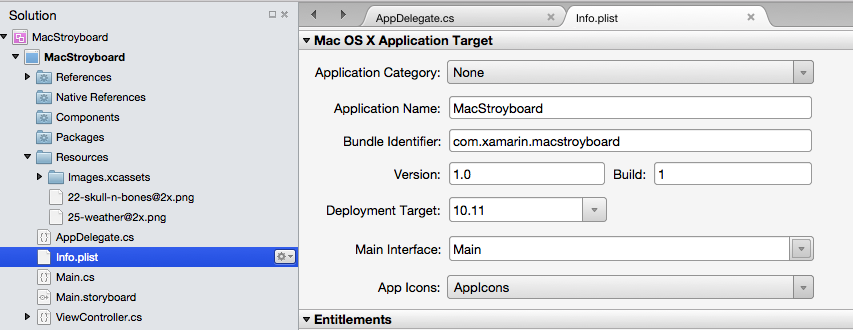 Solution
MacStroyboard
MacStroyboard
References
Native References
Components
Packages
Resources
Images.xcassets
22-skull-n-bones@2x.png
25-weather@2x.png
AppDelegate.cs
Info.plist
Main.cs
Main.storyboard
ViewController.cs
AppDelegate.cs
Info.plist
Mac OS X Application Target
Application Category: None
Application Name: MacStroyboard
Bundle Identifier: com.xamarin.macstroyboard
Version: 1.0 Build: 1
Deployment Target: 10.11
Main Interface: Main
App Icons: AppIcons
Entitlements